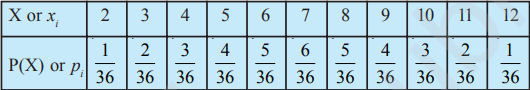 X or xᵢ 2 3 4 5 6 7 8 9 10 11 12
P(X) or pᵢ 1/36 2/36 3/36 4/36 5/36 6/36 5/36 4/36 3/36 2/36 1/36